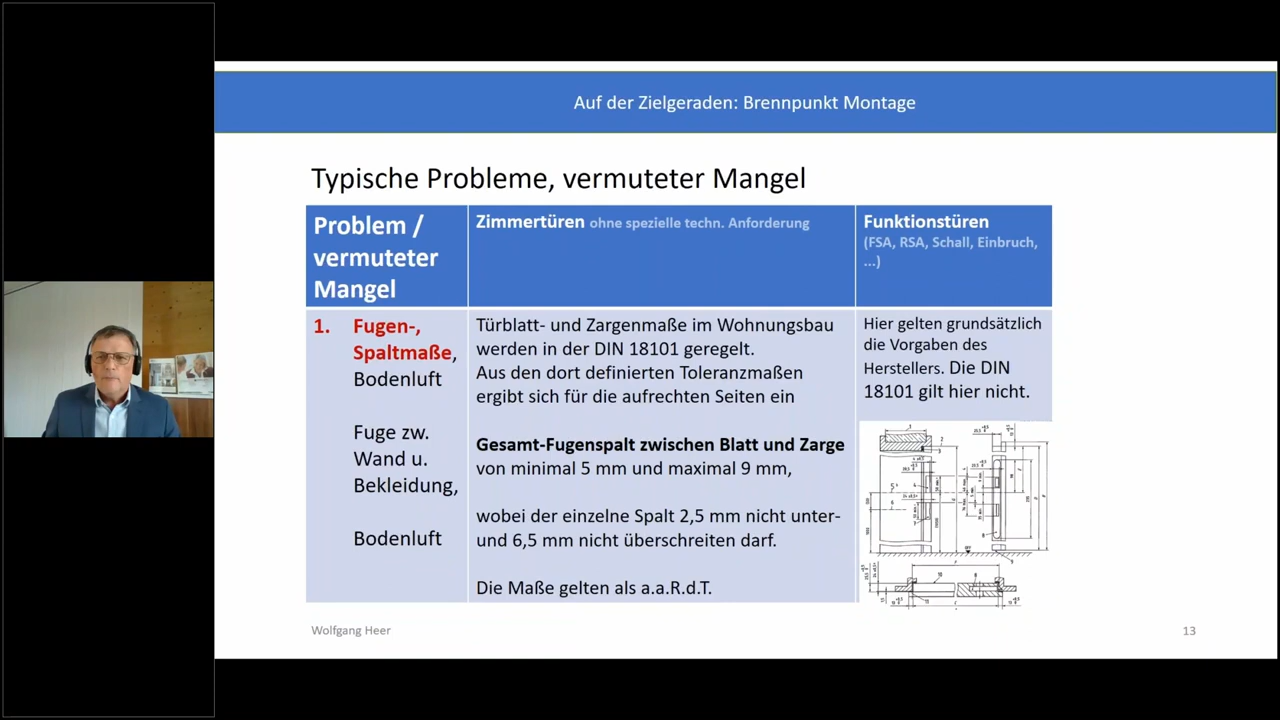 Auf der Zielgeraden: Brennpunkt Montage
Typische Probleme, vermuteter Mangel
Problem /
vermuteter
Mangel
Zimmertüren ohne spezielle techn. Anforderung
Funktionstüren
(FSA, RSA, Schall, Einbruch,
...)
1. Fugen-,
Spaltmaße,
Bodenluft
Fuge zw.
Wand u.
Bekleidung,
Bodenluft
Türblatt- und Zargenmaße im Wohnungsbau
werden in der DIN 18101 geregelt.
Aus den dort definierten Toleranzmaßen
ergibt sich für die aufrechten Seiten ein
Gesamt-Fugenspalt zwischen Blatt und Zarge
von minimal 5 mm und maximal 9 mm,
wobei der einzelne Spalt 2,5 mm nicht unter-
und 6,5 mm nicht überschreiten darf.
Die Maße gelten als a.a.R.d.T.
Hier gelten grundsätzlich
die Vorgaben des
Herstellers. Die DIN
18101 gilt hier nicht.
Wolfgang Heer
13